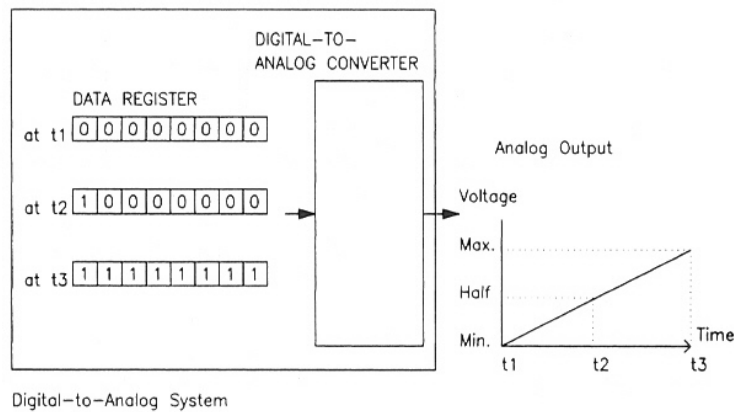 DIGITAL-TO-
ANALOG CONVERTER
DATA REGISTER
at t1 0 0 0 0 0 0 0 0
at t2 1 0 0 0 0 0 0 0
at t3 1 1 1 1 1 1 1 1
Analog Output
Voltage
Max.
Half
Min.
Time
t1 t2 t3
Digital-to-Analog System